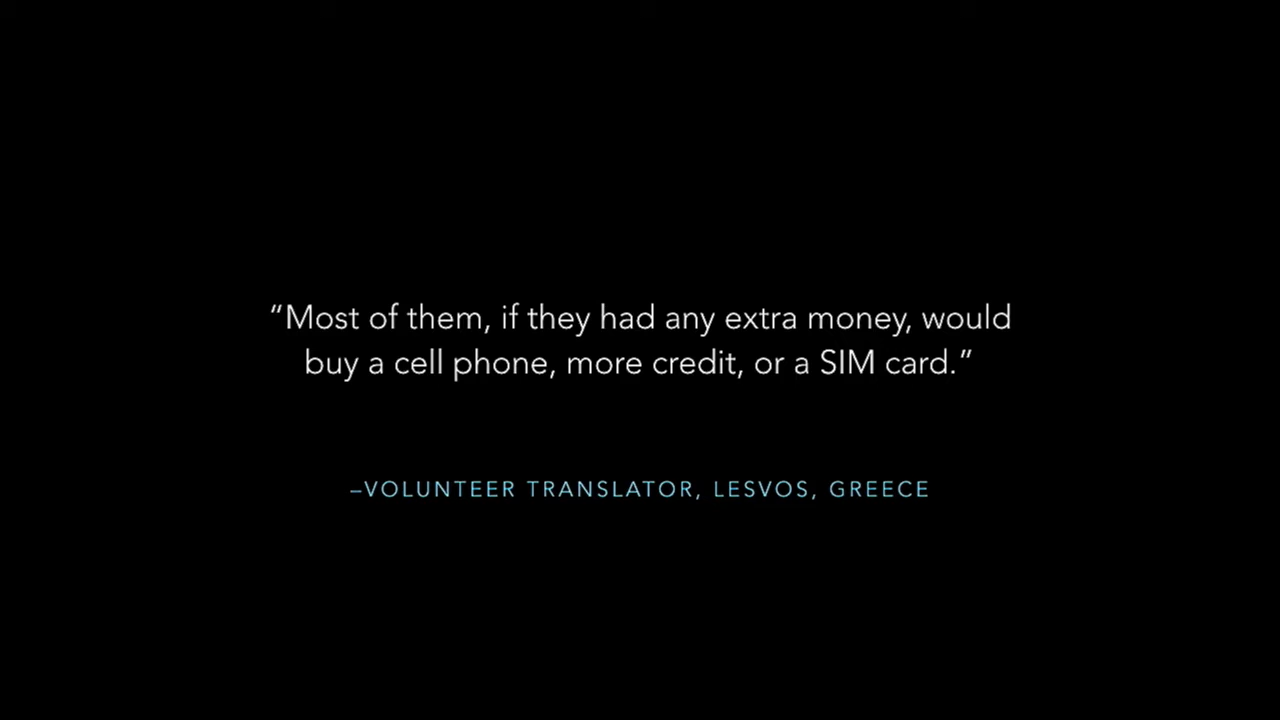 “Most of them, if they had any extra money, would
buy a cell phone, more credit, or a SIM card.”
–VOLUNTEER TRANSLATOR, LESVOS, GREECE